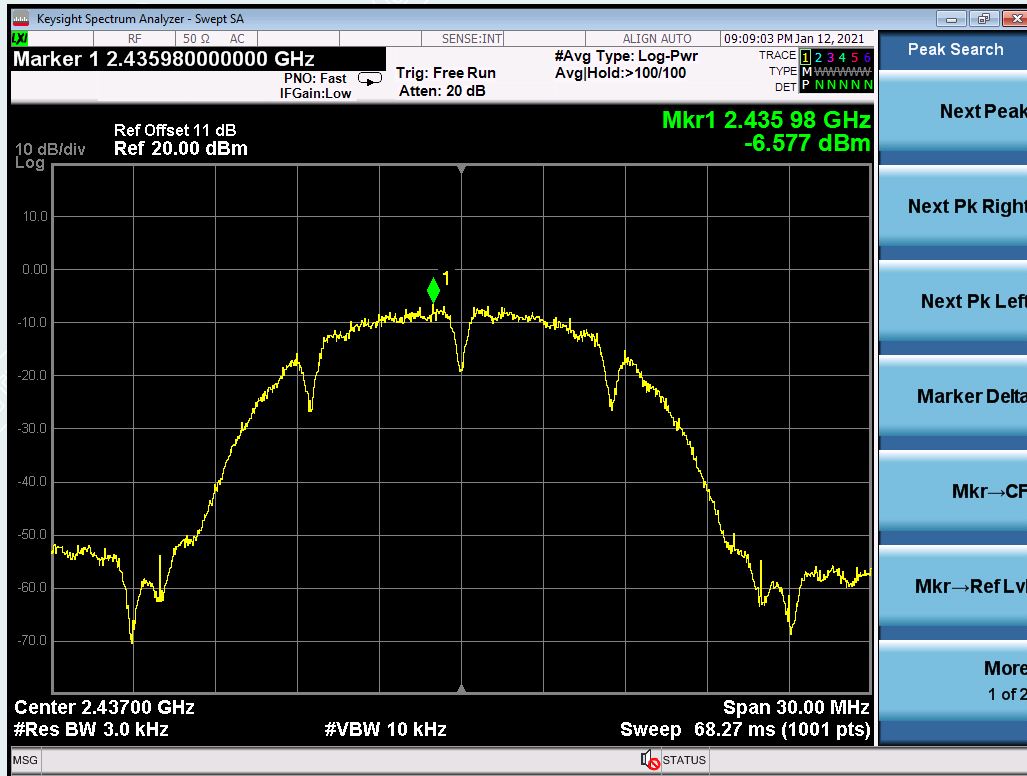 Keysight Spectrum Analyzer - Swept SA
LXI RF 50 Ω AC SENSE:INT ALIGN AUTO 09:09:03 PM Jan 12, 2021
Marker 1 2.435980000000 GHz
PNO: Fast
IFGain:Low
Trig: Free Run
Atten: 20 dB
#Avg Type: Log-Pwr
Avg|Hold:>100/100
TRACE 1 2 3 4 5 6
TYPE M W W W W W
DET P N N N N N
Mkr1 2.435 98 GHz
-6.577 dBm
Ref Offset 11 dB
10 dB/div Ref 20.00 dBm
Log
10.0
0.00
-10.0
-20.0
-30.0
-40.0
-50.0
-60.0
-70.0
1
Center 2.43700 GHz Span 30.00 MHz
#Res BW 3.0 kHz #VBW 10 kHz Sweep 68.27 ms (1001 pts)
MSG STATUS
Peak Search
Next Peak
Next Pk Right
Next Pk Left
Marker Delta
Mkr→CF
Mkr→Ref Lvl
More
1 of 2